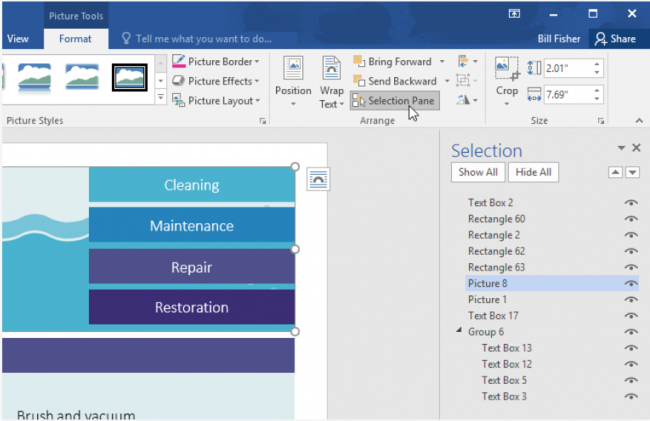 Picture Tools
View Format Tell me what you want to do... Bill Fisher Share
Picture Border
Picture Effects
Picture Layout
Picture Styles
Position
Wrap Text
Bring Forward
Send Backward
Selection Pane
Arrange
Crop
2.01"
7.69"
Size
Cleaning
Maintenance
Repair
Restoration
Brush and vacuum
Selection
Show All Hide All
Text Box 2
Rectangle 60
Rectangle 2
Rectangle 62
Rectangle 63
Picture 8
Picture 1
Text Box 17
Group 6
Text Box 13
Text Box 12
Text Box 5
Text Box 3